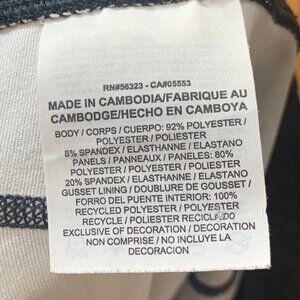 RN#56323 - CA#05553
MADE IN CAMBODIA/FABRIQUE AU
CAMBODGE/HECHO EN CAMBOYA
BODY / CORPS / CUERPO: 92% POLYESTER /
POLYESTER / POLIESTER
8% SPANDEX / ELASTHANNE / ELASTANO
PANELS / PANNEAUX / PANELES: 80%
POLYESTER / POLYESTER / POLIESTER
20% SPANDEX / ELASTHANNE / ELASTANO
GUSSET LINING / DOUBLURE DE GOUSSET /
FORRO DEL PUENTE INTERIOR: 100%
RECYCLED POLYESTER / POLYESTER
RECYCLE / POLIESTER RECICLADO
EXCLUSIVE OF DECORATION / DECORATION
NON COMPRISE / NO INCLUYE LA
DECORACION